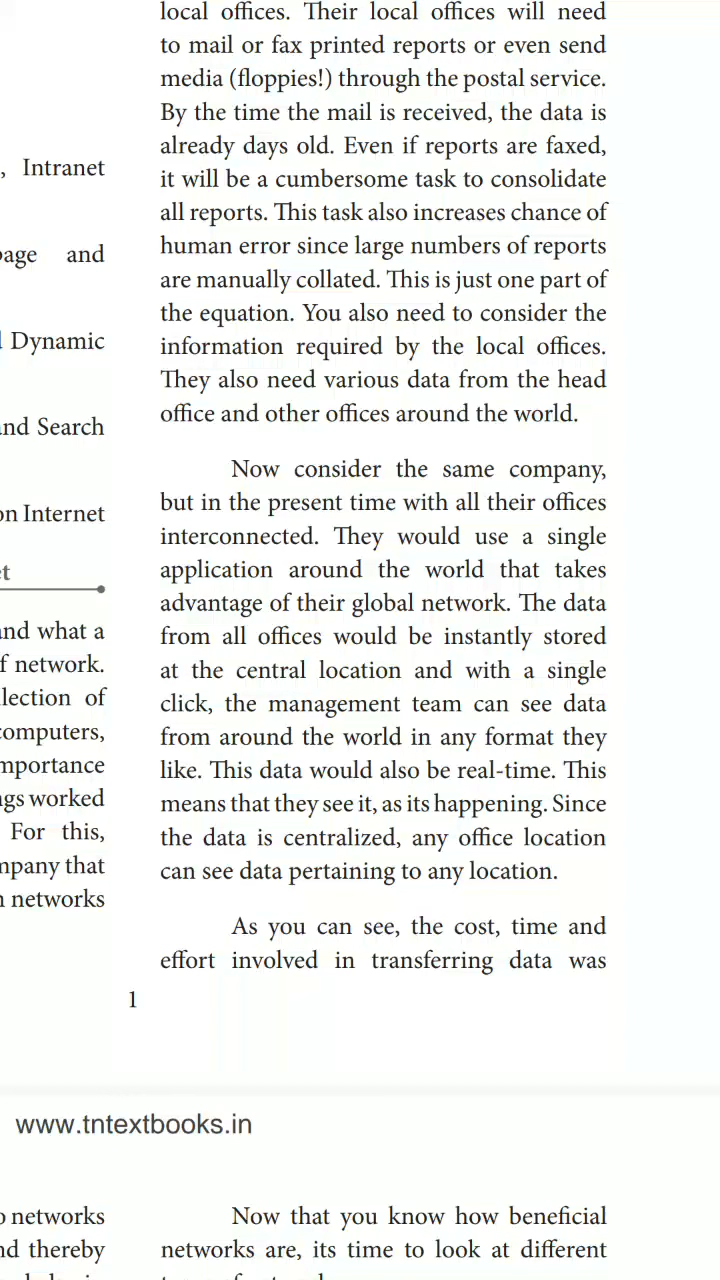 , Intranet
and
Dynamic
and Search
on Internet
and what a
f network.
lection of
computers,
mportance
gs worked
For this,
mpany that
networks
local offices. Their local offices will need
to mail or fax printed reports or even send
media (floppies!) through the postal service.
By the time the mail is received, the data is
already days old. Even if reports are faxed,
it will be a cumbersome task to consolidate
all reports. This task also increases chance of
human error since large numbers of reports
are manually collated. This is just one part of
the equation. You also need to consider the
information required by the local offices.
They also need various data from the head
office and other offices around the world.
Now consider the same company,
but in the present time with all their offices
interconnected. They would use a single
application around the world that takes
advantage of their global network. The data
from all offices would be instantly stored
at the central location and with a single
click, the management team can see data
from around the world in any format they
like. This data would also be real-time. This
means that they see it, as its happening. Since
the data is centralized, any office location
can see data pertaining to any location.
As you can see, the cost, time and
effort involved in transferring data was
1
www.tntextbooks.in
networks
thereby
Now that you know how beneficial
networks are, its time to look at different